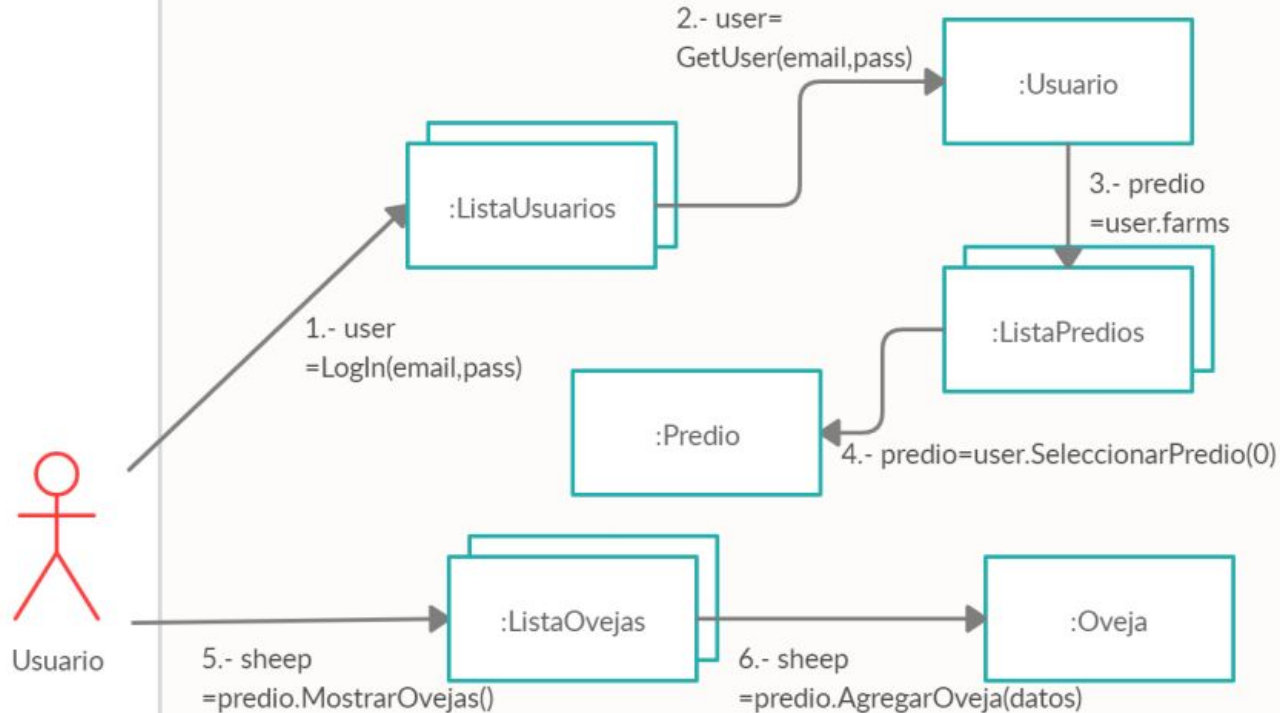 2.- user=
GetUser(email,pass)
:Usuario
:ListaUsuarios
3.- predio
=user.farms
1.- user
=LogIn(email,pass)
:ListaPredios
:Predio
4.- predio=user.SeleccionarPredio(0)
:ListaOvejas
:Oveja
Usuario
5.- sheep
=predio.MostrarOvejas()
6.- sheep
=predio.AgregarOveja(datos)